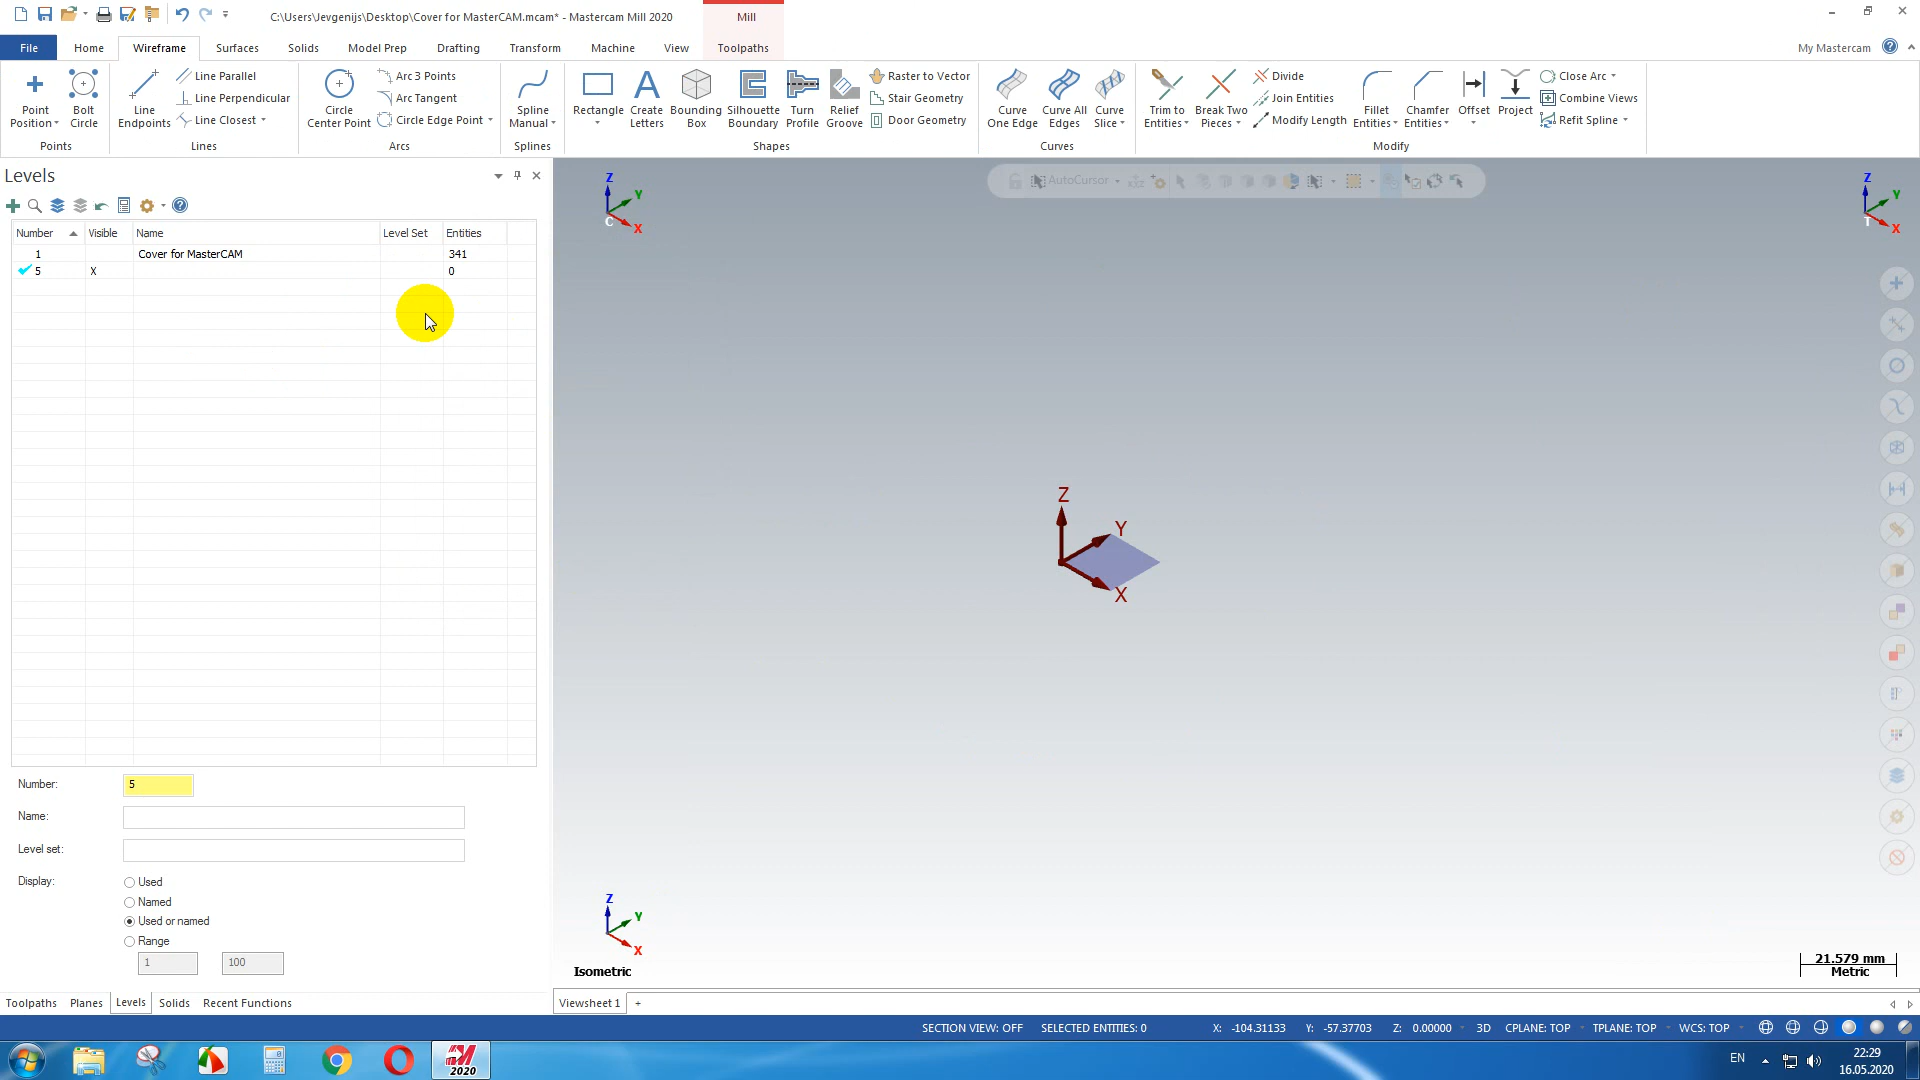 C:\Users\Jevgenijs\Desktop\Cover for MasterCAM.mcam* - Mastercam Mill 2020
Mill
File
Home
Wireframe
Surfaces
Solids
Model Prep
Drafting
Transform
Machine
View
Toolpaths
My Mastercam
Point
Position
Bolt
Circle
Points
Line
Endpoints
Line Parallel
Line Perpendicular
Line Closest
Lines
Circle
Center Point
Arc 3 Points
Arc Tangent
Circle Edge Point
Arcs
Spline
Manual
Splines
Rectangle
Create
Letters
Bounding
Box
Silhouette
Boundary
Turn
Profile
Relief
Groove
Raster to Vector
Stair Geometry
Door Geometry
Shapes
Curve
One Edge
Curve All
Edges
Curve
Slice
Curves
Trim to
Entities
Break Two
Pieces
Divide
Join Entities
Modify Length
Fillet
Entities
Chamfer
Entities
Offset
Project
Close Arc
Combine Views
Refit Spline
Modify
Levels
Number Visible Name Level Set Entities
1 Cover for MasterCAM 341
5 X 0
Number: 5
Name:
Level set:
Display:
Used
Named
Used or named
Range
1 100
Toolpaths Planes Levels Solids Recent Functions
AutoCursor
Z
Y
X
C
Z
Y
X
T
Z
Y
X
Z
Y
X
Isometric
21.579 mm
Metric
Viewsheet 1 +
SECTION VIEW: OFF SELECTED ENTITIES: 0 X: -104.31133 Y: -57.37703 Z: 0.00000 3D CPLANE: TOP TPLANE: TOP WCS: TOP
2020
EN
22:29
16.05.2020